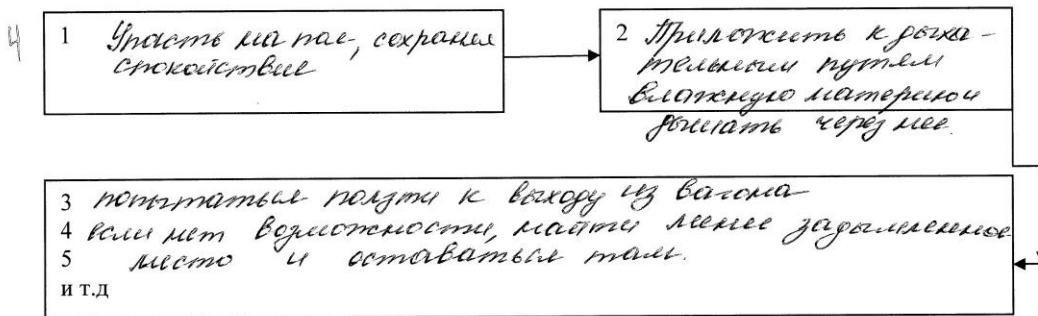 4
1 Упасть на пол, сохраняя
спокойствие
2 Приложить к дыха-
тельным путям
влажную материю и
дышать через нее.
3 попытаться ползти к выходу из вагона
4 если нет возможности, найти менее задымленное
5 место и оставаться там.
и т.д